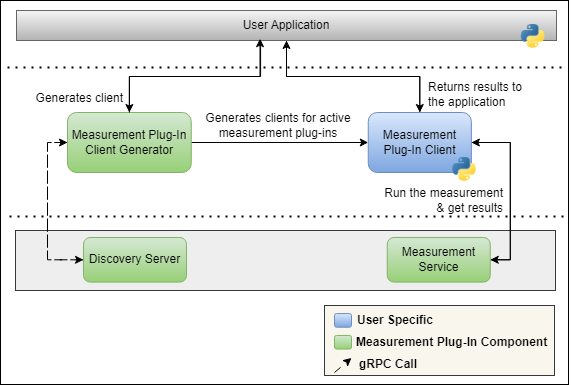 User Application
Generates client
Returns results to
the application
Measurement Plug-In
Client Generator
Generates clients for active
measurement plug-ins
Measurement
Plug-In Client
Run the measurement
& get results
Discovery Server
Measurement
Service
User Specific
Measurement Plug-In Component
gRPC Call